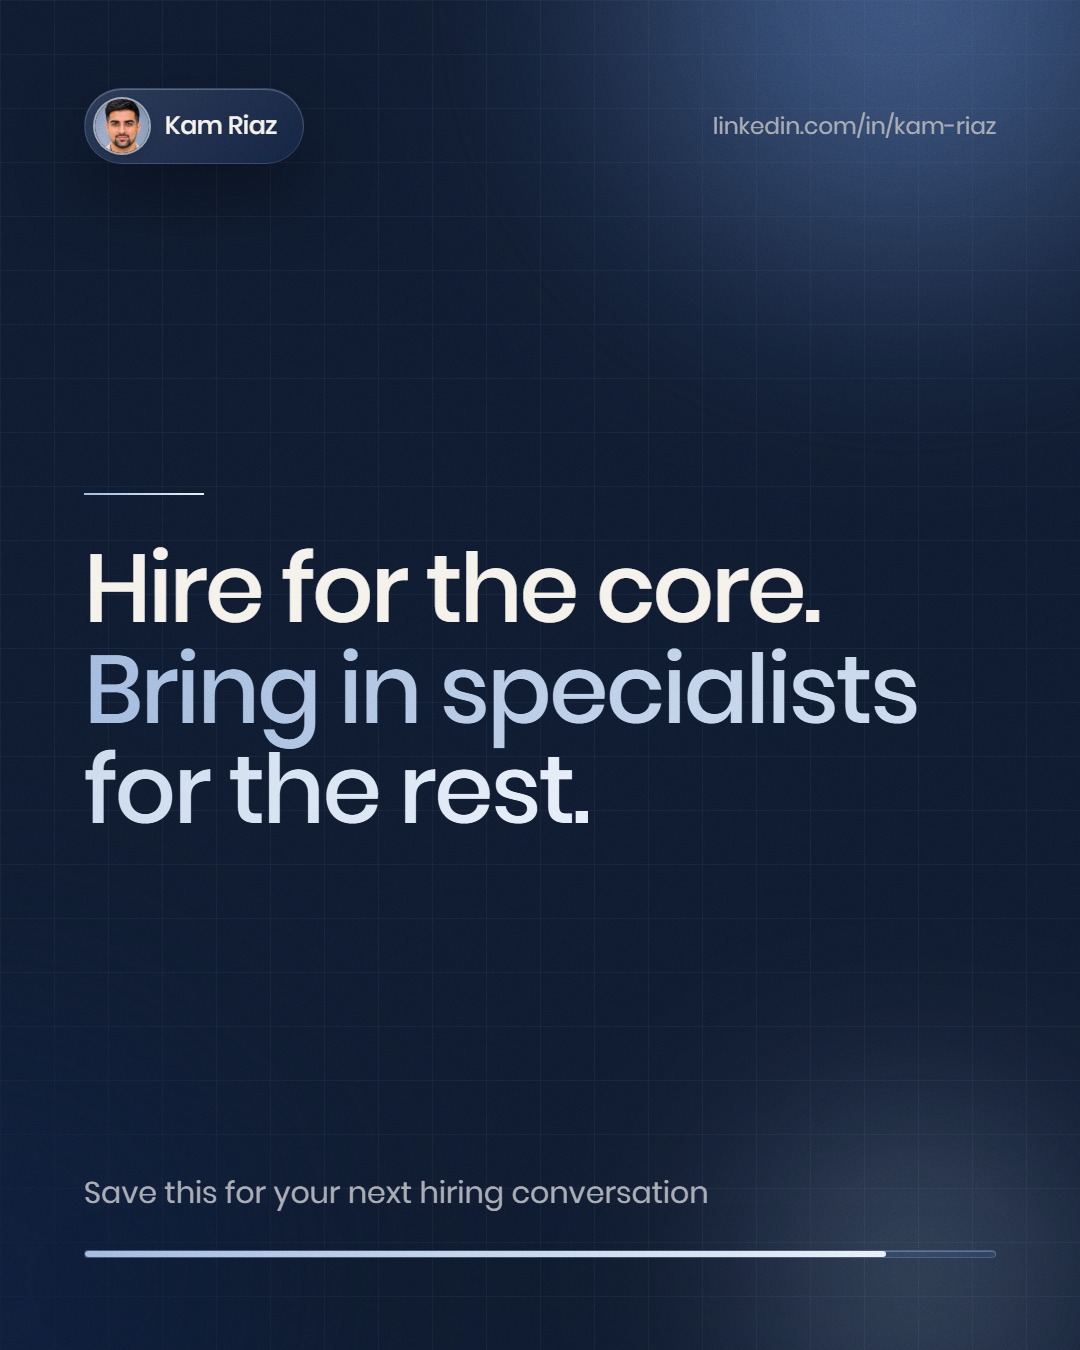 Kam Riaz
linkedin.com/in/kam-riaz
Hire for the core.
Bring in specialists
for the rest.
Save this for your next hiring conversation